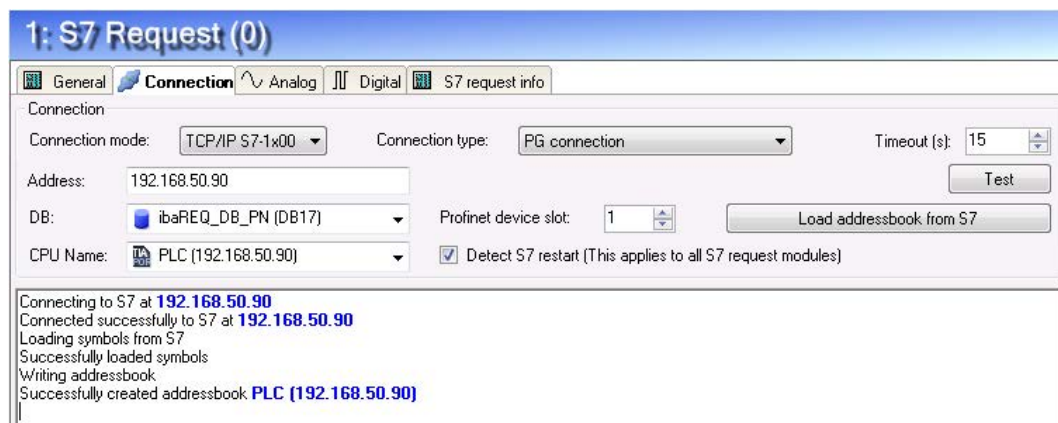 1: S7 Request (0)
General Connection Analog Digital S7 request info
Connection
Connection mode: TCP/IP S7-1x00 Connection type: PG connection Timeout (s): 15
Address: 192.168.50.90 Test
DB: ibaREQ_DB_PN (DB17) Profinet device slot: 1 Load addressbook from S7
CPU Name: PLC (192.168.50.90) Detect S7 restart (This applies to all S7 request modules)
Connecting to S7 at 192.168.50.90
Connected successfully to S7 at 192.168.50.90
Loading symbols from S7
Successfully loaded symbols
Writing addressbook
Successfully created addressbook PLC (192.168.50.90)